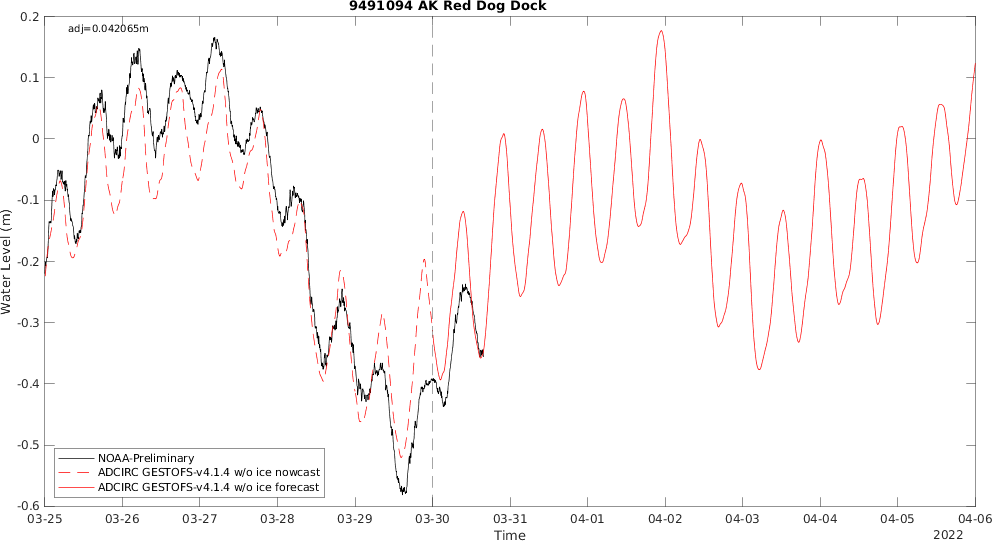 9491094 AK Red Dog Dock
adj=0.042065m
0.2
0.1
0
-0.1
-0.2
-0.3
-0.4
-0.5
-0.6
Water Level (m)
NOAA-Preliminary
ADCIRC GESTOFS-v4.1.4 w/o ice nowcast
ADCIRC GESTOFS-v4.1.4 w/o ice forecast
03-25 03-26 03-27 03-28 03-29 03-30 03-31 04-01 04-02 04-03 04-04 04-05 04-06
Time
2022